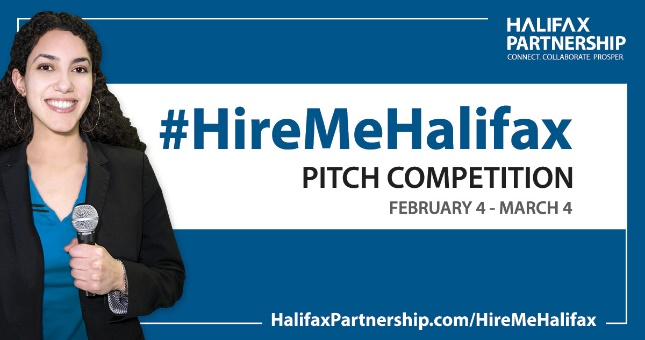 HALIFAX
PARTNERSHIP
CONNECT. COLLABORATE. PROSPER.
#HireMeHalifax
PITCH COMPETITION
FEBRUARY 4 - MARCH 4
HalifaxPartnership.com/HireMeHalifax